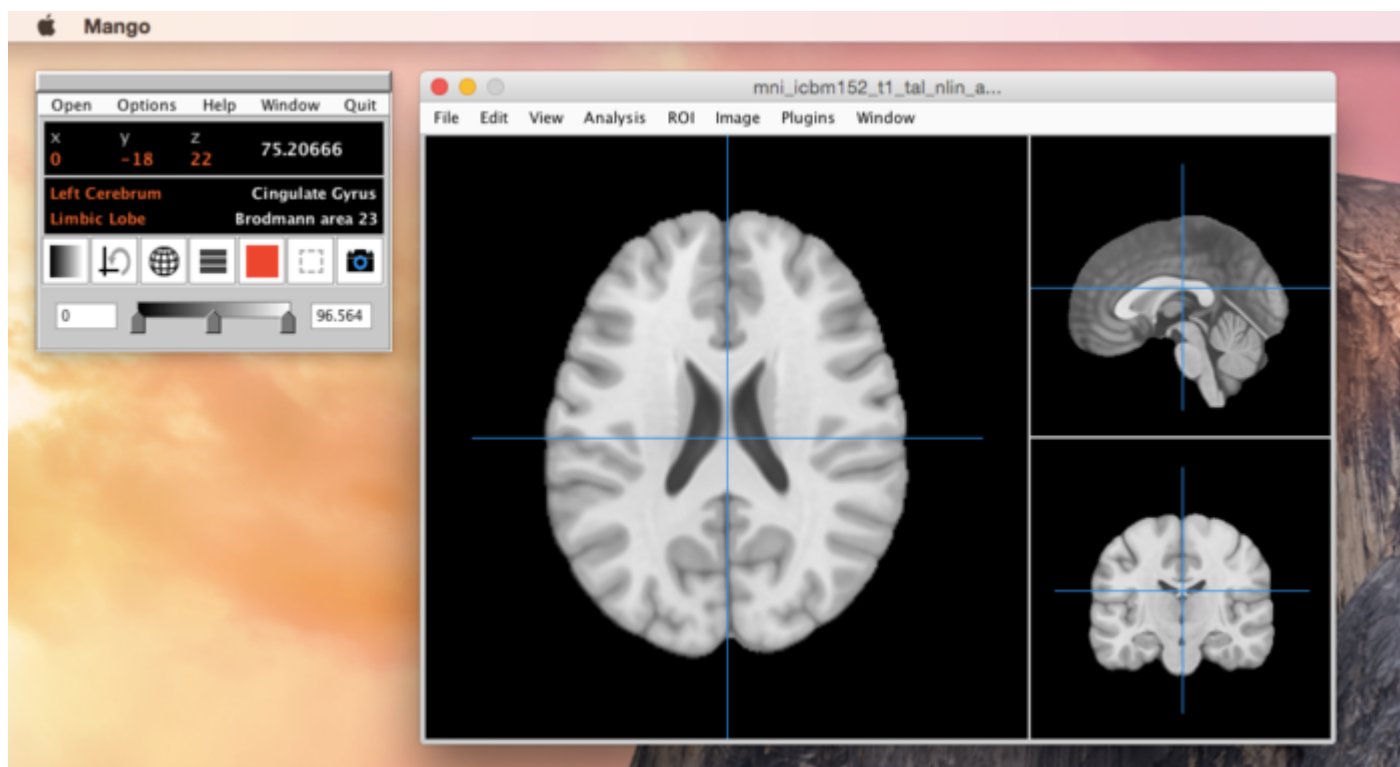 Mango
Open Options Help Window Quit
x y z
0 -18 22 75.20666
Left Cerebrum Cingulate Gyrus
Limbic Lobe Brodmann area 23
0 96.564
mni_icbm152_t1_tal_nlin_a...
File Edit View Analysis ROI Image Plugins Window